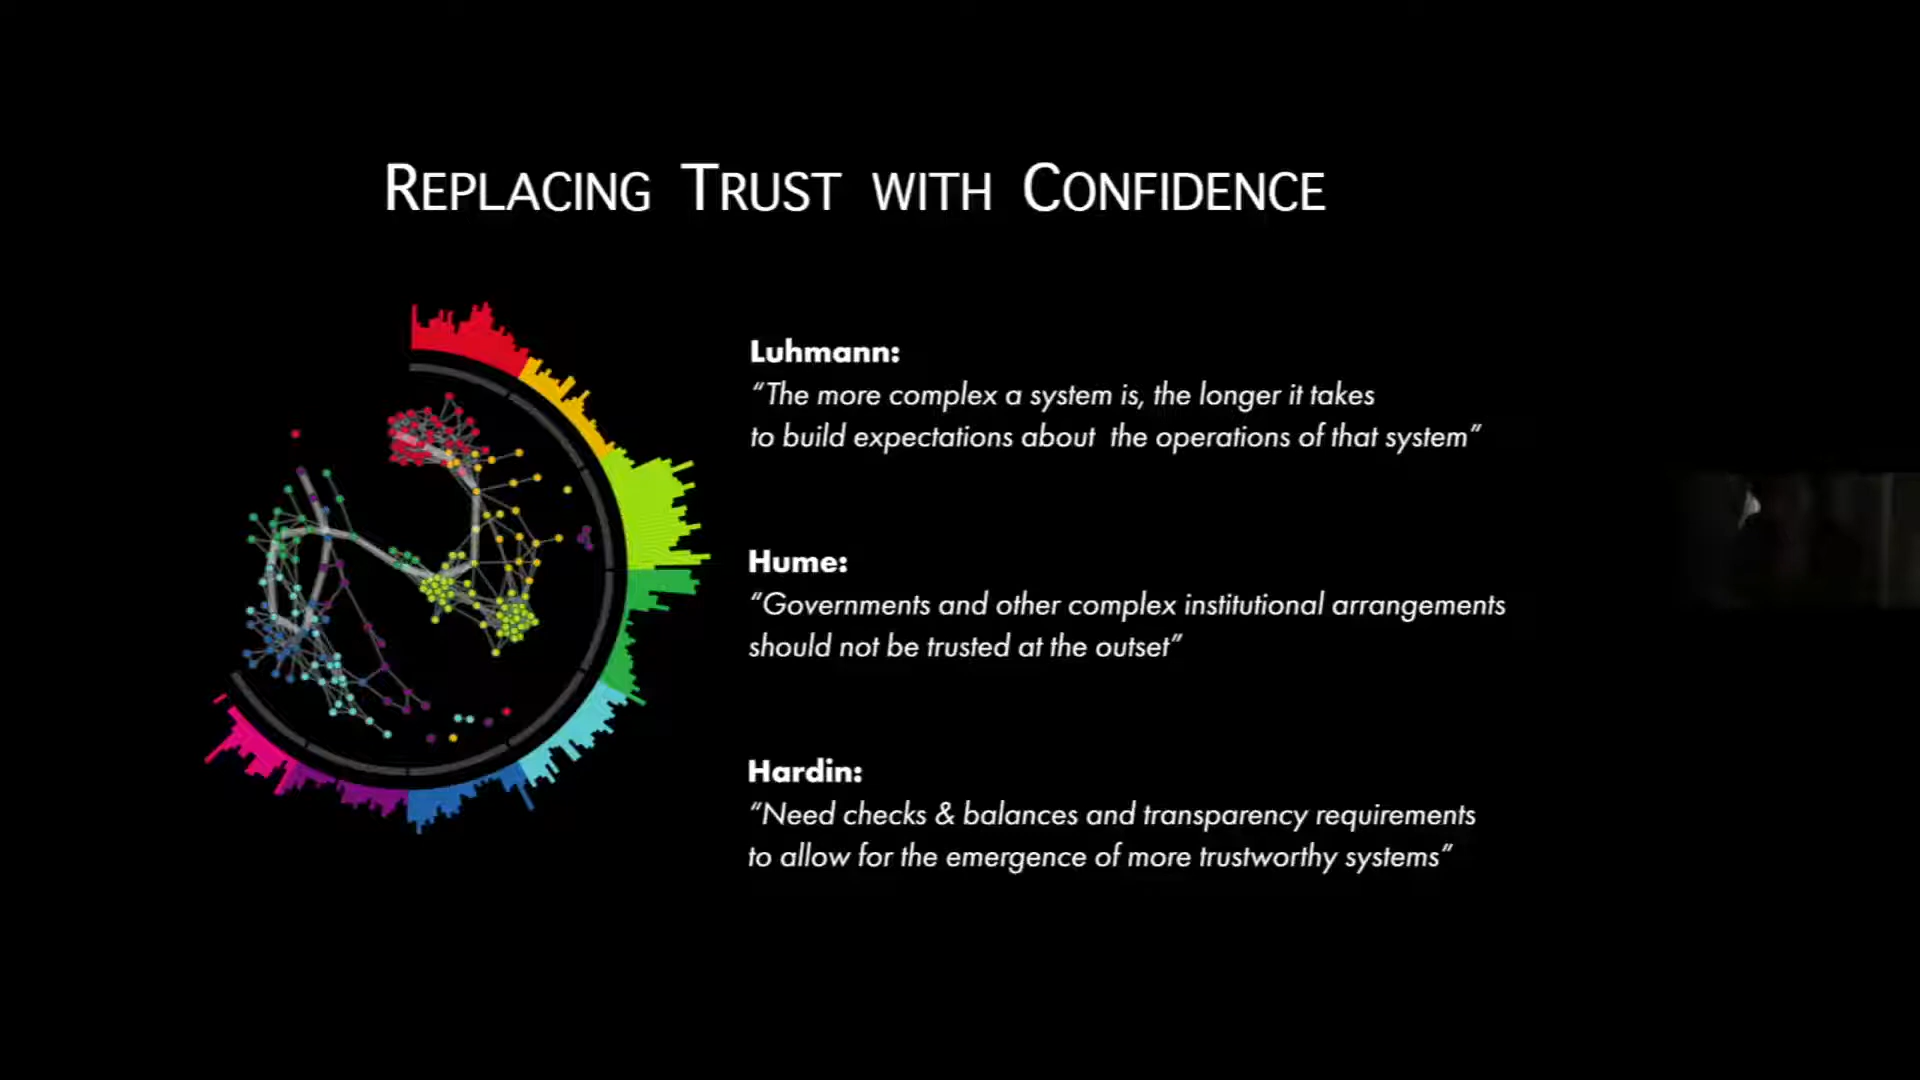 REPLACING TRUST WITH CONFIDENCE
Luhmann:
“The more complex a system is, the longer it takes
to build expectations about the operations of that system”
Hume:
“Governments and other complex institutional arrangements
should not be trusted at the outset”
Hardin:
“Need checks & balances and transparency requirements
to allow for the emergence of more trustworthy systems”